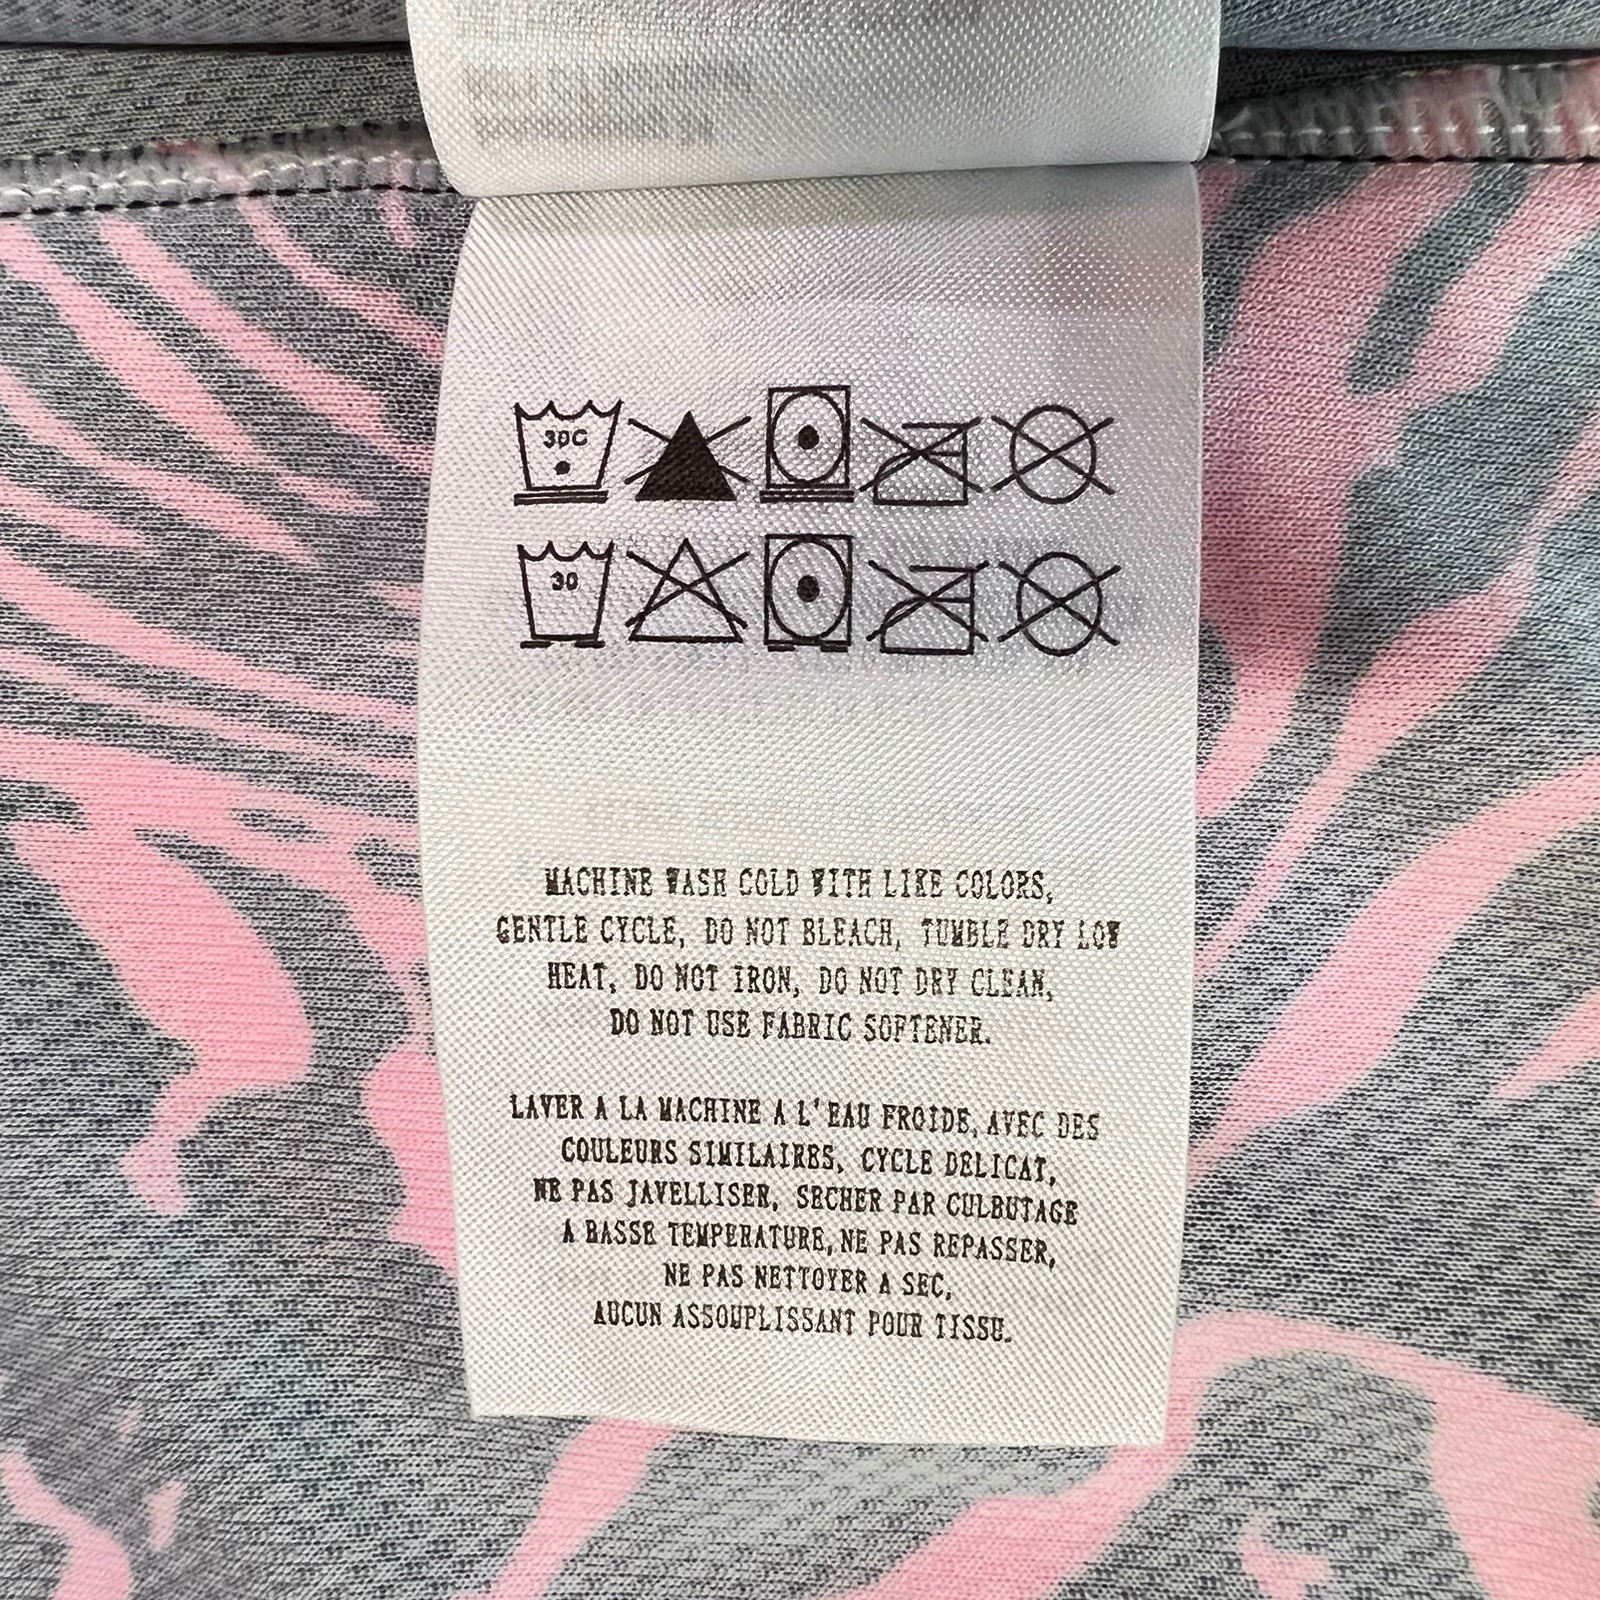 30C
30
MACHINE WASH COLD WITH LIKE COLORS,
GENTLE CYCLE, DO NOT BLEACH, TUMBLE DRY LOW
HEAT, DO NOT IRON, DO NOT DRY CLEAN,
DO NOT USE FABRIC SOFTENER.
LAVER A LA MACHINE A L'EAU FROIDE, AVEC DES
COULEURS SIMILAIRES, CYCLE DELICAT,
NE PAS JAVELLISER, SECHER PAR CULBUTAGE
A BASSE TEMPERATURE, NE PAS REPASSER,
NE PAS NETTOYER A SEC,
AUCUN ASSOUPLISSANT POUR TISSU.